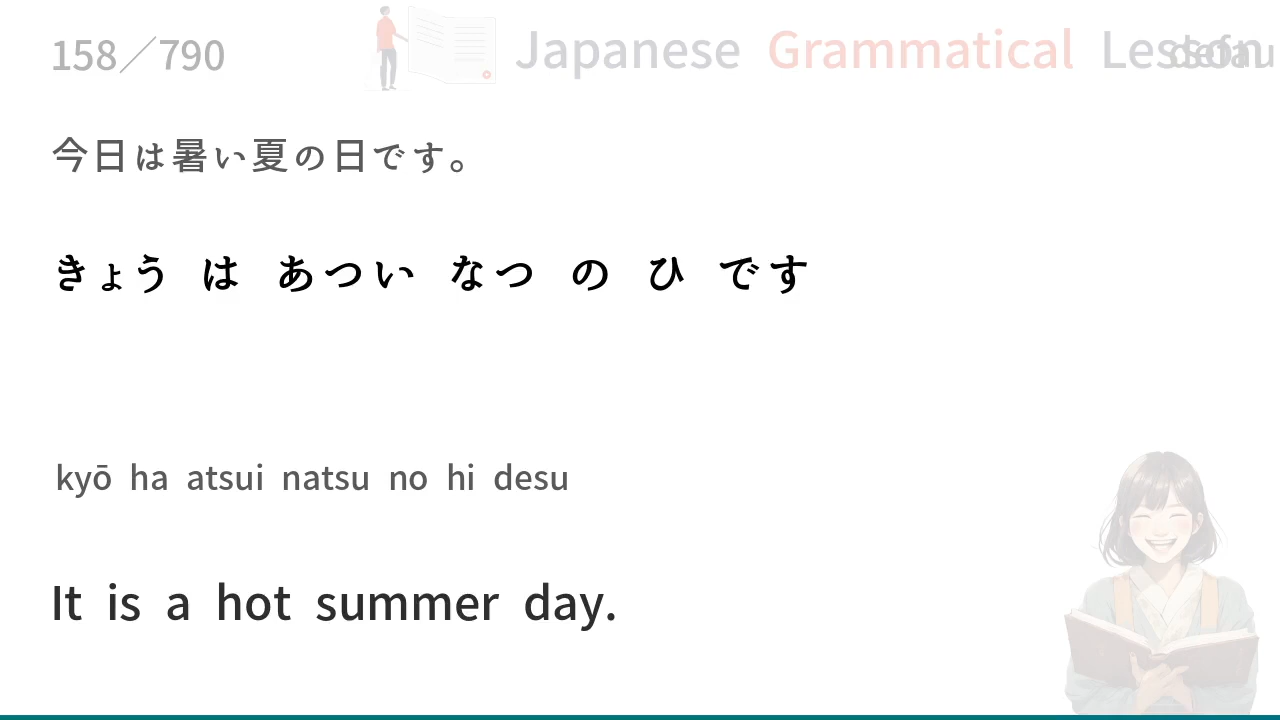 158／790
Japanese Grammatical Lesson
今日は暑い夏の日です。
きょう は あつい なつ の ひ です
kyō ha atsui natsu no hi desu
It is a hot summer day.